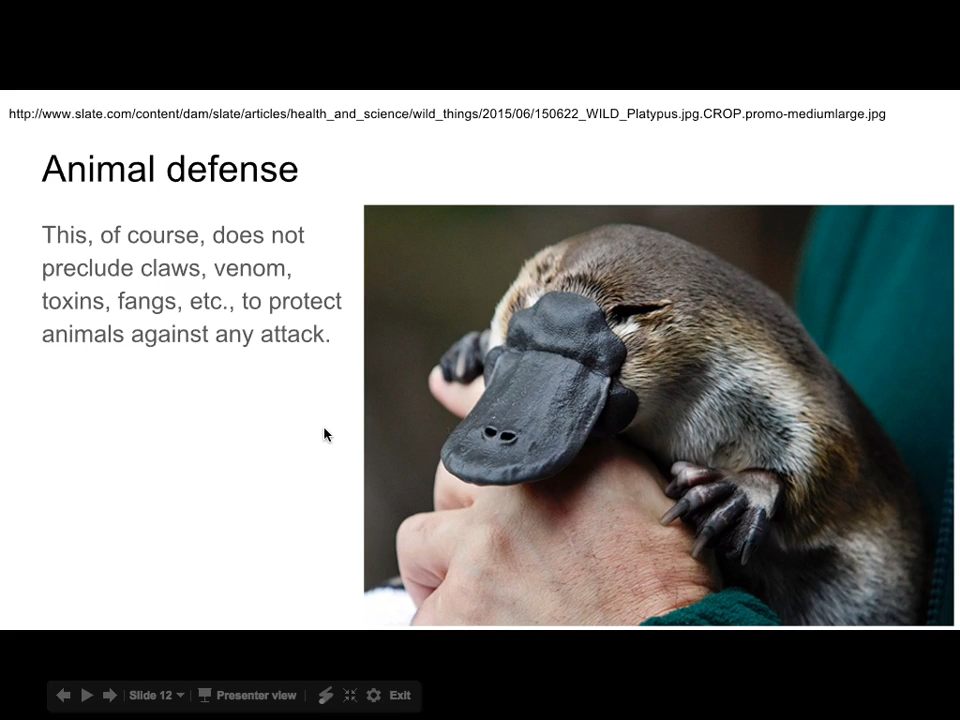 http://www.slate.com/content/dam/slate/articles/health_and_science/wild_things/2015/06/150622_WILD_Platypus.jpg.CROP.promo-mediumlarge.jpg
Animal defense
This, of course, does not
preclude claws, venom,
toxins, fangs, etc., to protect
animals against any attack.
Slide 12 Presenter view Exit